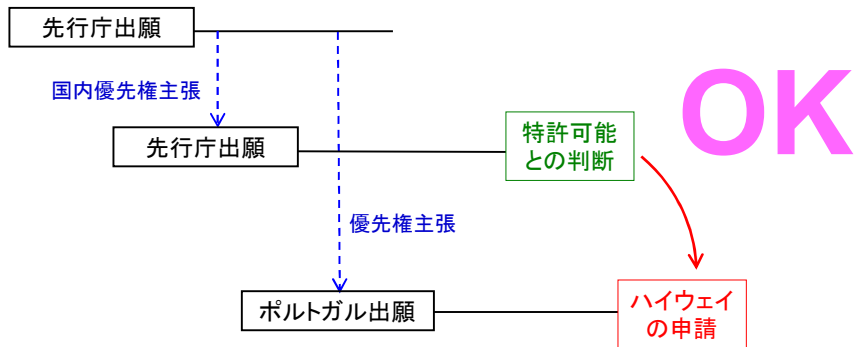 先行庁出願
国内優先権主張
先行庁出願
特許可能
との判断
OK
優先権主張
ポルトガル出願
ハイウェイ
の申請